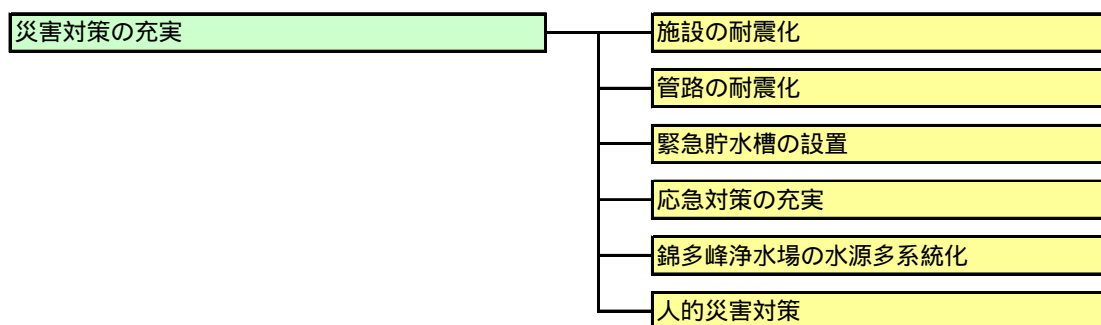 災害対策の充実
施設の耐震化
管路の耐震化
緊急貯水槽の設置
応急対策の充実
錦多峰浄水場の水源多系統化
人的災害対策